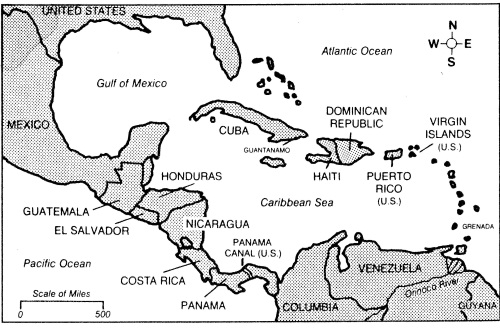 UNITED STATES
N
W E
S
Atlantic Ocean
Gulf of Mexico
MEXICO
CUBA
GUANTANAMO
DOMINICAN
REPUBLIC
VIRGIN
ISLANDS
(U.S.)
HAITI
PUERTO
RICO
(U.S.)
HONDURAS
Caribbean Sea
GUATEMALA
EL SALVADOR
NICARAGUA
GRENADA
PANAMA
CANAL (U.S.)
Pacific Ocean
COSTA RICA
VENEZUELA
Orinoco River
Scale of Miles
0 500
PANAMA
COLUMBIA
GUYANA